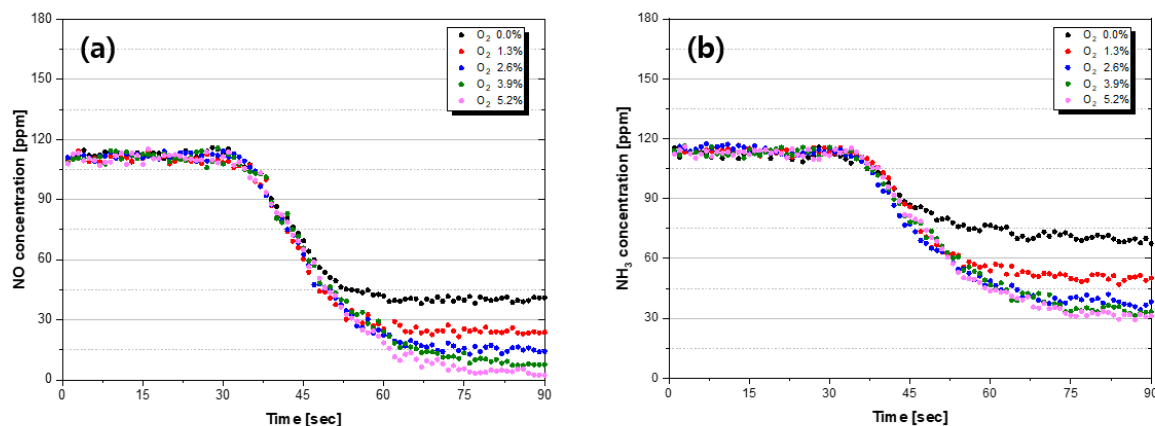 (a)
NO concentration [ppm]
180
150
120
90
60
30
0
0 15 30 45 60 75 90
Time [sec]
O₂ 0.0%
O₂ 1.3%
O₂ 2.6%
O₂ 3.9%
O₂ 5.2%
(b)
NH₃ concentration [ppm]
180
150
120
90
60
30
0
0 15 30 45 60 75 90
Time [sec]
O₂ 0.0%
O₂ 1.3%
O₂ 2.6%
O₂ 3.9%
O₂ 5.2%